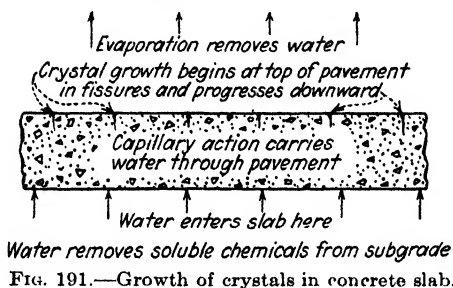 Evaporation removes water
Crystal growth begins at top of pavement
in fissures and progresses downward
Capillary action carries
water through pavement
Water enters slab here
Water removes soluble chemicals from subgrade
FIG. 191.—Growth of crystals in concrete slab.